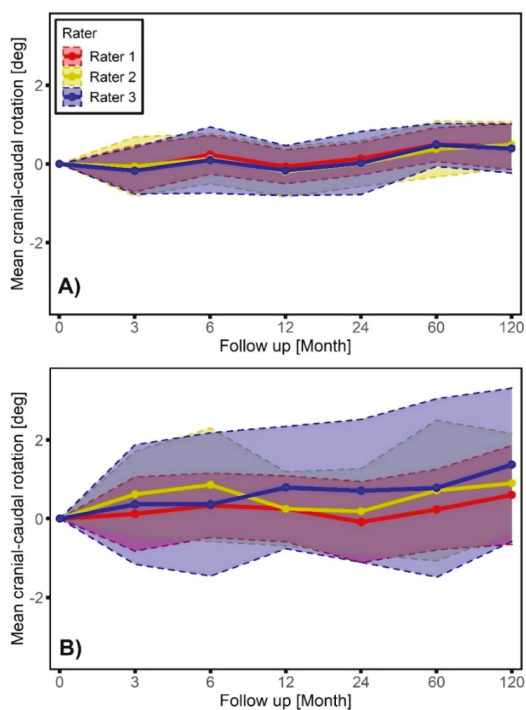 Rater
Rater 1
Rater 2
Rater 3
Mean cranial-caudal rotation [deg]
2
0
-2
A)
0 3 6 12 24 60 120
Follow up [Month]
Mean cranial-caudal rotation [deg]
2
0
-2
B)
0 3 6 12 24 60 120
Follow up [Month]